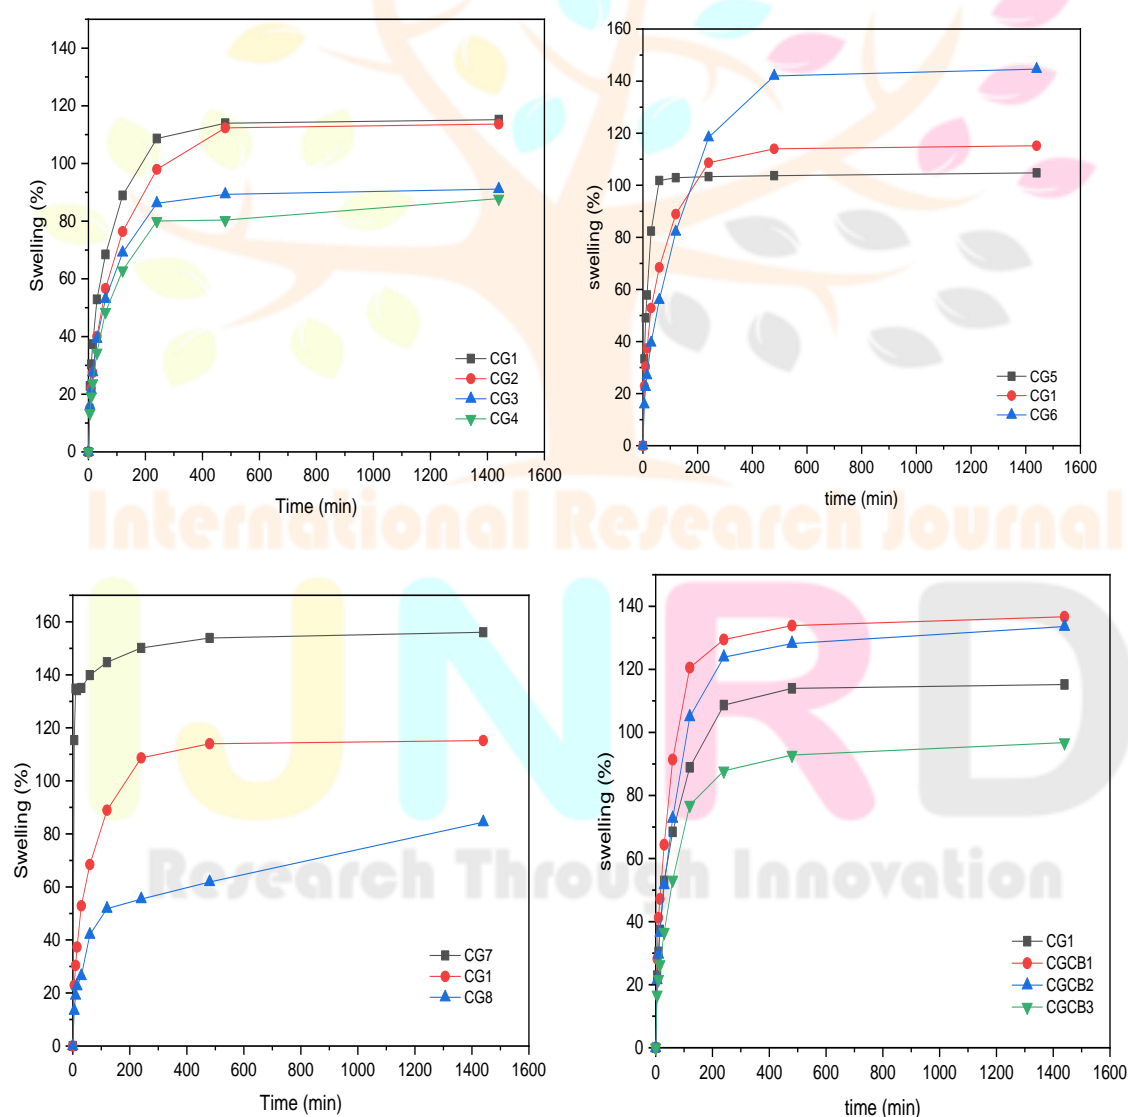 140
120
100
80
60
40
20
0
Swelling (%)
0 200 400 600 800 1000 1200 1400 1600
Time (min)
CG1
CG2
CG3
CG4
160
140
120
100
80
60
40
20
0
swelling (%)
0 200 400 600 800 1000 1200 1400 1600
time (min)
CG5
CG1
CG6
International Research Journal
160
140
120
100
80
60
40
20
0
Swelling (%)
0 200 400 600 800 1000 1200 1400 1600
Time (min)
CG7
CG1
CG8
140
120
100
80
60
40
20
0
swelling (%)
0 200 400 600 800 1000 1200 1400 1600
time (min)
CG1
CGCB1
CGCB2
CGCB3
IJNRD
Research Through Innovation